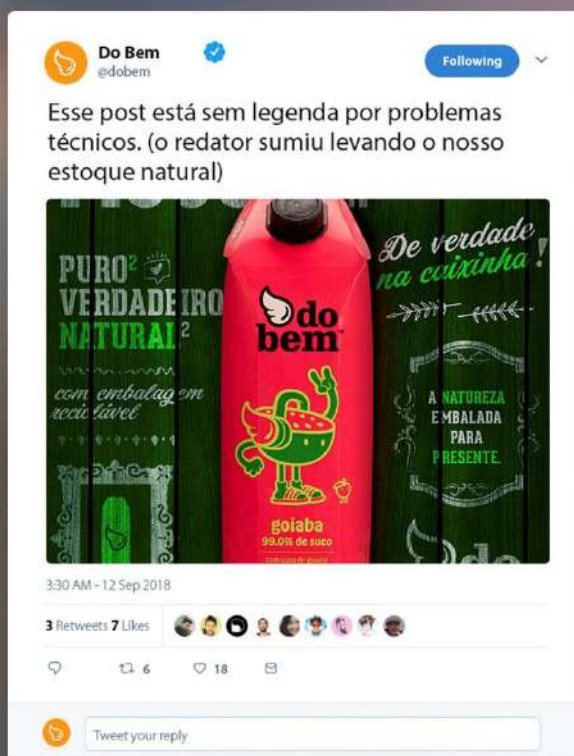 Do Bem
@dobem
Following
Esse post está sem legenda por problemas
técnicos. (o redator sumiu levando o nosso
estoque natural)
PURO²
VERDADEIRO
NATURAL²
com embalagem
reciclável
do
bem™
goiaba
99.0% de suco
De verdade
na caixinha!
A NATUREZA
EMBALADA
PARA
PRESENTE.
do
3:30 AM - 12 Sep 2018
3 Retweets 7 Likes
6
18
Tweet your reply